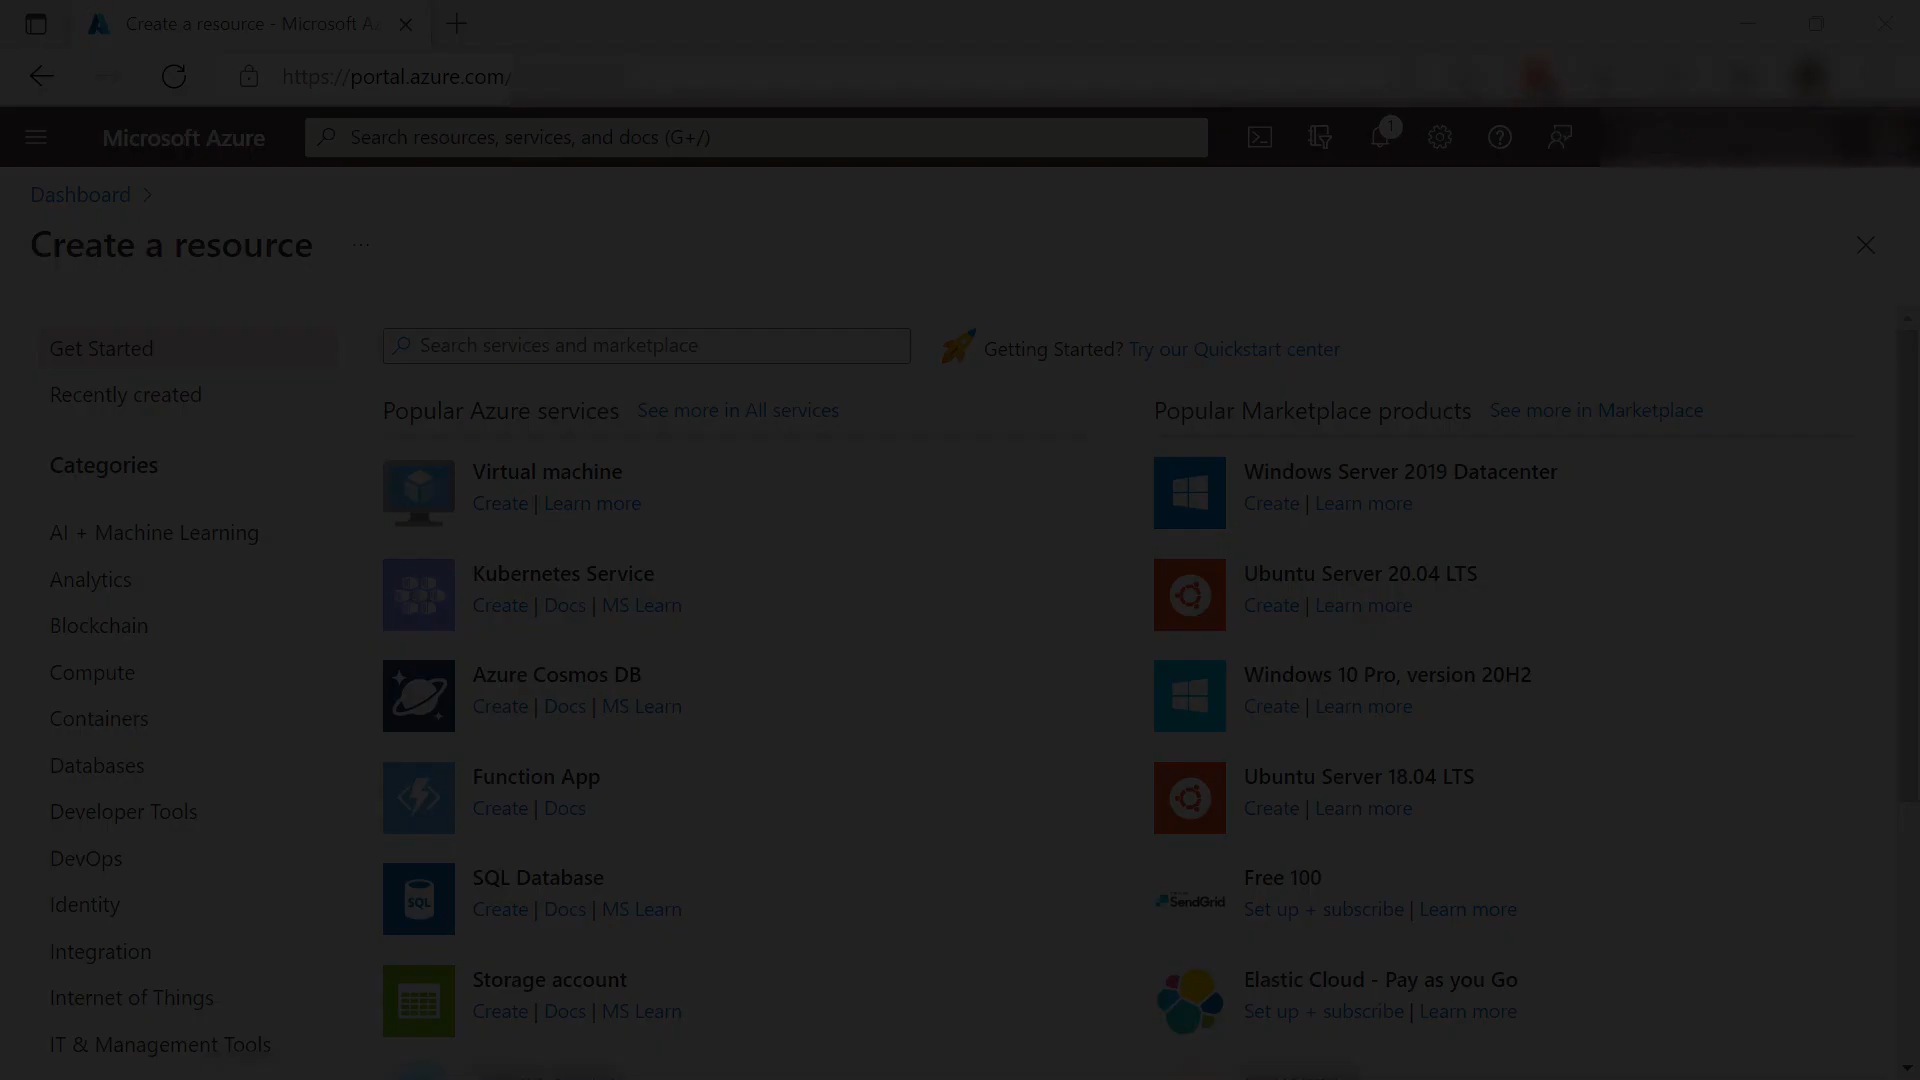 Create a resource - Microsoft Az
https://portal.azure.com/
Microsoft Azure
Search resources, services, and docs (G+/)
1
Dashboard
Create a resource
Get Started
Recently created
Categories
AI + Machine Learning
Analytics
Blockchain
Compute
Containers
Databases
Developer Tools
DevOps
Identity
Integration
Internet of Things
IT & Management Tools
Search services and marketplace
Getting Started? Try our Quickstart center
Popular Azure services See more in All services
Virtual machine
Create | Learn more
Kubernetes Service
Create | Docs | MS Learn
Azure Cosmos DB
Create | Docs | MS Learn
Function App
Create | Docs
SQL
SQL Database
Create | Docs | MS Learn
Storage account
Create | Docs | MS Learn
Popular Marketplace products See more in Marketplace
Windows Server 2019 Datacenter
Create | Learn more
Ubuntu Server 20.04 LTS
Create | Learn more
Windows 10 Pro, version 20H2
Create | Learn more
Ubuntu Server 18.04 LTS
Create | Learn more
SendGrid
Free 100
Set up + subscribe | Learn more
Elastic Cloud - Pay as you Go
Set up + subscribe | Learn more